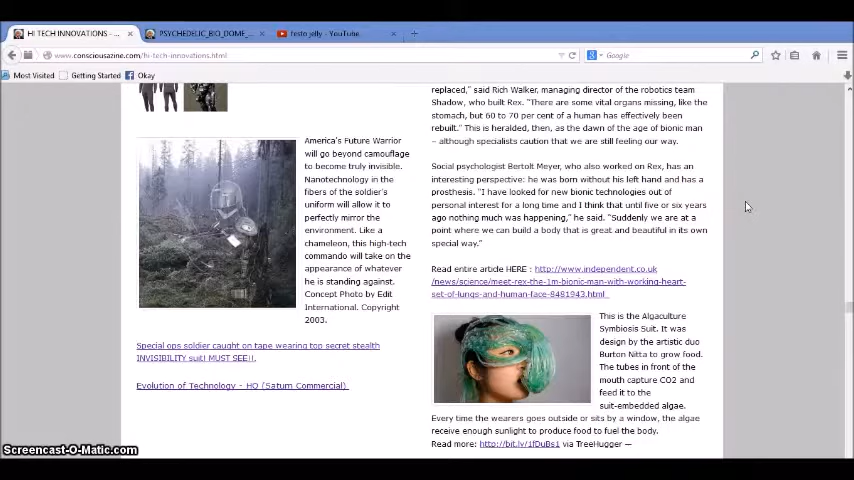 HI TECH INNOVATIONS - ...
PSYCHEDELIC_BIO_DOME_...
festo jelly - YouTube
www.consciousazine.com/hi-tech-innovations.html
Google
Most Visited
Getting Started
Okay
America's Future Warrior
will go beyond camouflage
to become truly invisible.
Nanotechnology in the
fibers of the soldier's
uniform will allow it to
perfectly mirror the
environment. Like a
chameleon, this high-tech
commando will take on the
appearance of whatever
he is standing against.
Concept Photo by Edit
International. Copyright
2003.
Special ops soldier caught on tape wearing top secret stealth
INVISIBILITY suit! MUST SEE!!.
Evolution of Technology - HQ (Saturn Commercial)
replaced," said Rich Walker, managing director of the robotics team
Shadow, who built Rex. "There are some vital organs missing, like the
stomach, but 60 to 70 per cent of a human has effectively been
rebuilt." This is heralded, then, as the dawn of the age of bionic man
– although specialists caution that we are still feeling our way.
Social psychologist Bertolt Meyer, who also worked on Rex, has an
interesting perspective: he was born without his left hand and has a
prosthesis. "I have looked for new bionic technologies out of
personal interest for a long time and I think that until five or six years
ago nothing much was happening," he said. "Suddenly we are at a
point where we can build a body that is great and beautiful in its own
special way."
Read entire article HERE : http://www.independent.co.uk
/news/science/meet-rex-the-1m-bionic-man-with-working-heart-
set-of-lungs-and-human-face-8481943.html
This is the Algaculture
Symbiosis Suit. It was
design by the artistic duo
Burton Nitta to grow food.
The tubes in front of the
mouth capture CO2 and
feed it to the
suit-embedded algae.
Every time the wearers goes outside or sits by a window, the algae
receive enough sunlight to produce food to fuel the body.
Read more: http://bit.ly/1fDuBs1 via TreeHugger —
Screencast-O-Matic.com